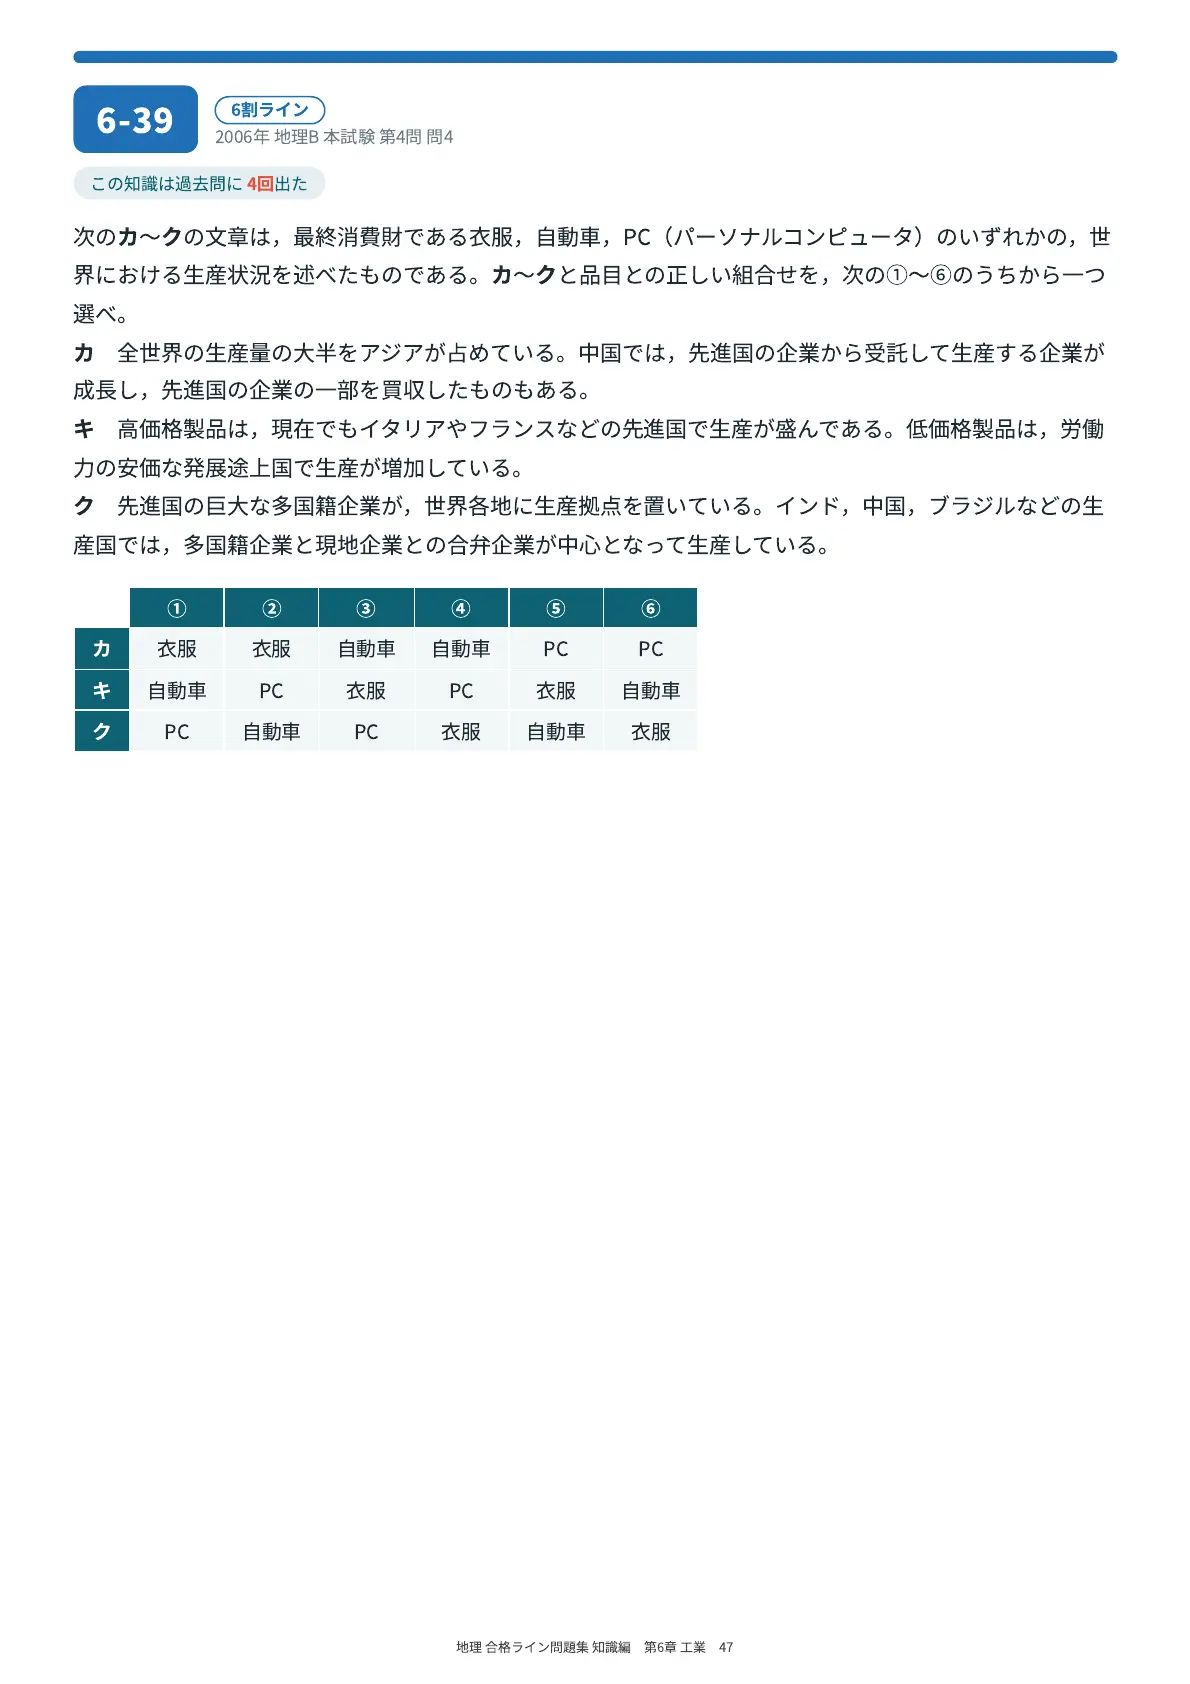 6-39
6割ライン
2006年 地理B 本試験 第4問 問4
この知識は過去問に 4回出た
次のカ～クの文章は，最終消費財である衣服，自動車，PC（パーソナルコンピュータ）のいずれかの，世
界における生産状況を述べたものである。カ～クと品目との正しい組合せを，次の①～⑥のうちから一つ
選べ。
カ　全世界の生産量の大半をアジアが占めている。中国では，先進国の企業から受託して生産する企業が
成長し，先進国の企業の一部を買収したものもある。
キ　高価格製品は，現在でもイタリアやフランスなどの先進国で生産が盛んである。低価格製品は，労働
力の安価な発展途上国で生産が増加している。
ク　先進国の巨大な多国籍企業が，世界各地に生産拠点を置いている。インド，中国，ブラジルなどの生
産国では，多国籍企業と現地企業との合弁企業が中心となって生産している。
① ② ③ ④ ⑤ ⑥
カ 衣服 衣服 自動車 自動車 PC PC
キ 自動車 PC 衣服 PC 衣服 自動車
ク PC 自動車 PC 衣服 自動車 衣服
地理 合格ライン問題集 知識編　第6章 工業　47